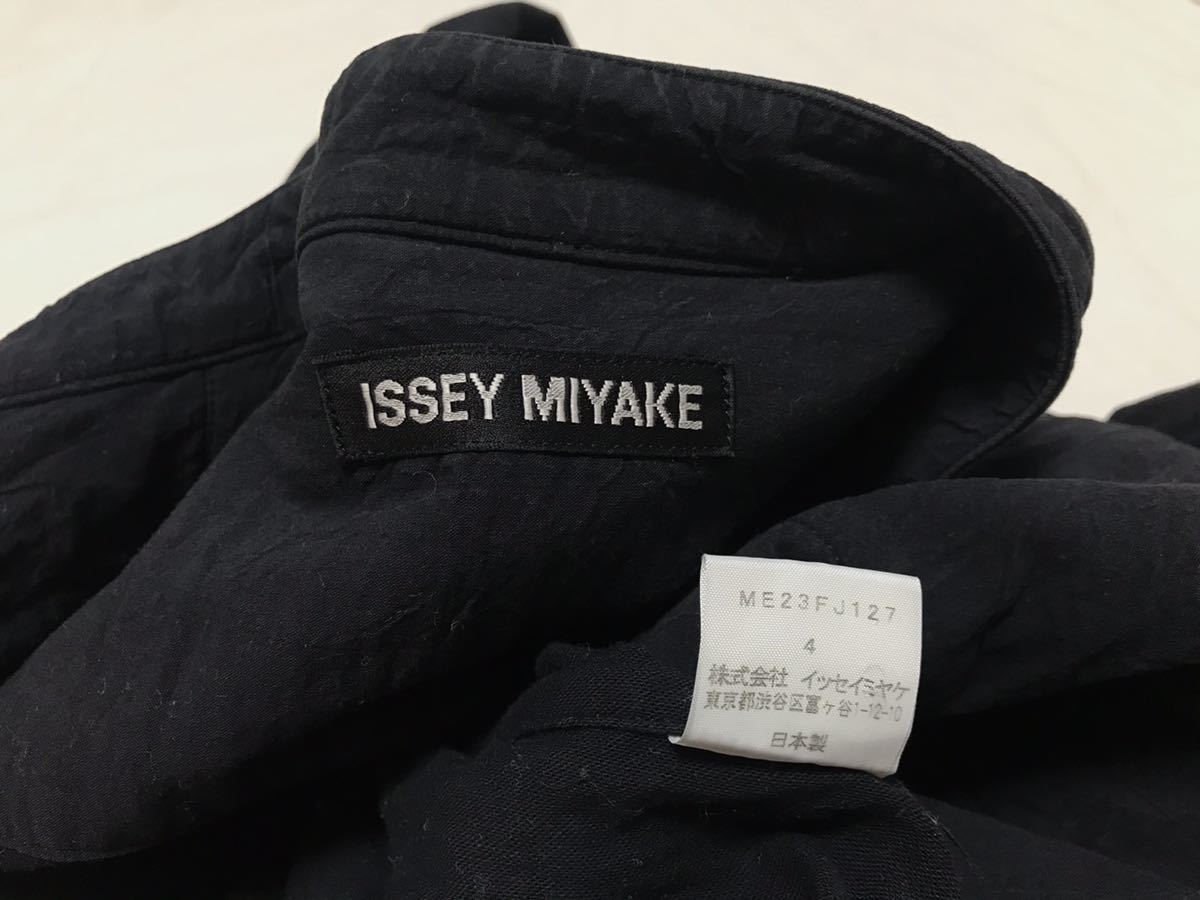 ISSEY MIYAKE
ME23FJ127
4
株式会社 イッセイミヤケ
東京都渋谷区富ヶ谷1-12-10
日本製